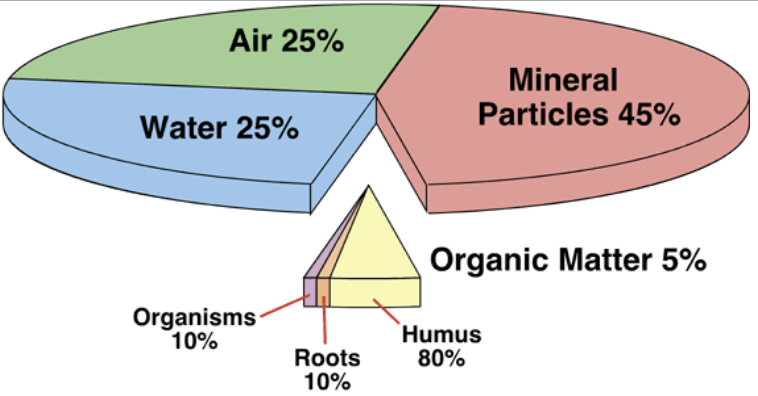 Air 25%
Mineral
Particles 45%
Water 25%
Organic Matter 5%
Organisms
10%
Roots
10%
Humus
80%